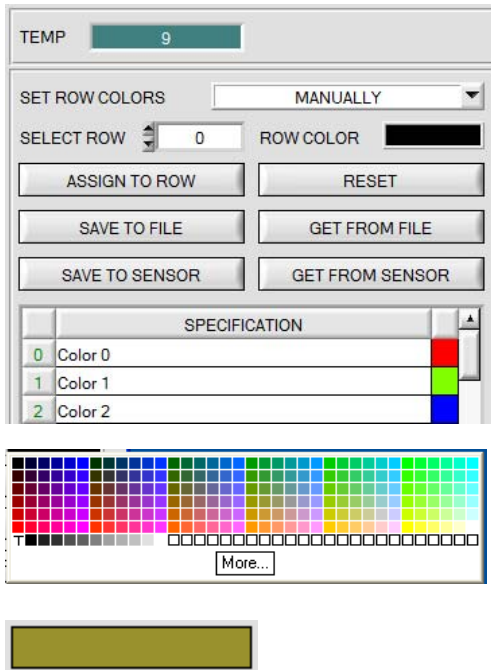 TEMP 9
SET ROW COLORS MANUALLY
SELECT ROW 0 ROW COLOR
ASSIGN TO ROW RESET
SAVE TO FILE GET FROM FILE
SAVE TO SENSOR GET FROM SENSOR
SPECIFICATION
0 Color 0
1 Color 1
2 Color 2
T
More...